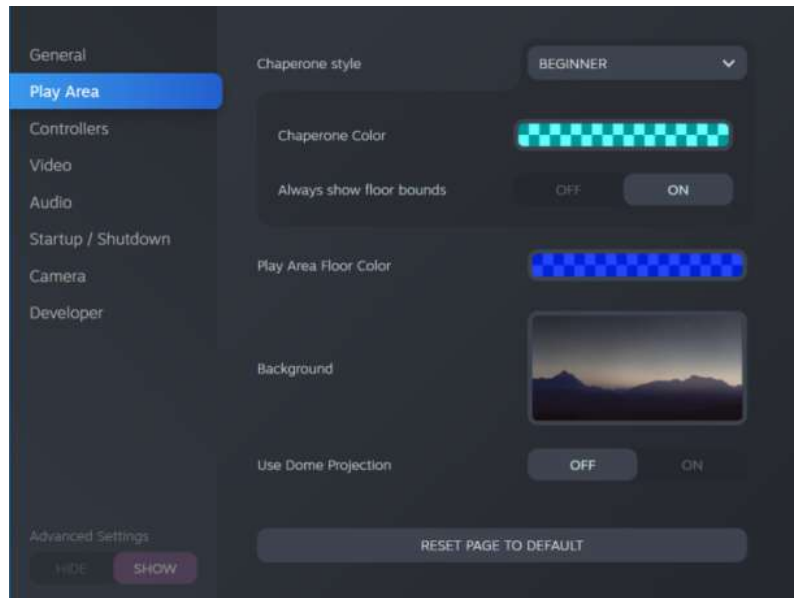 General
Play Area
Controllers
Video
Audio
Startup / Shutdown
Camera
Developer
Advanced Settings
HIDE SHOW
Chaperone style BEGINNER
Chaperone Color
Always show floor bounds OFF ON
Play Area Floor Color
Background
Use Dome Projection OFF ON
RESET PAGE TO DEFAULT